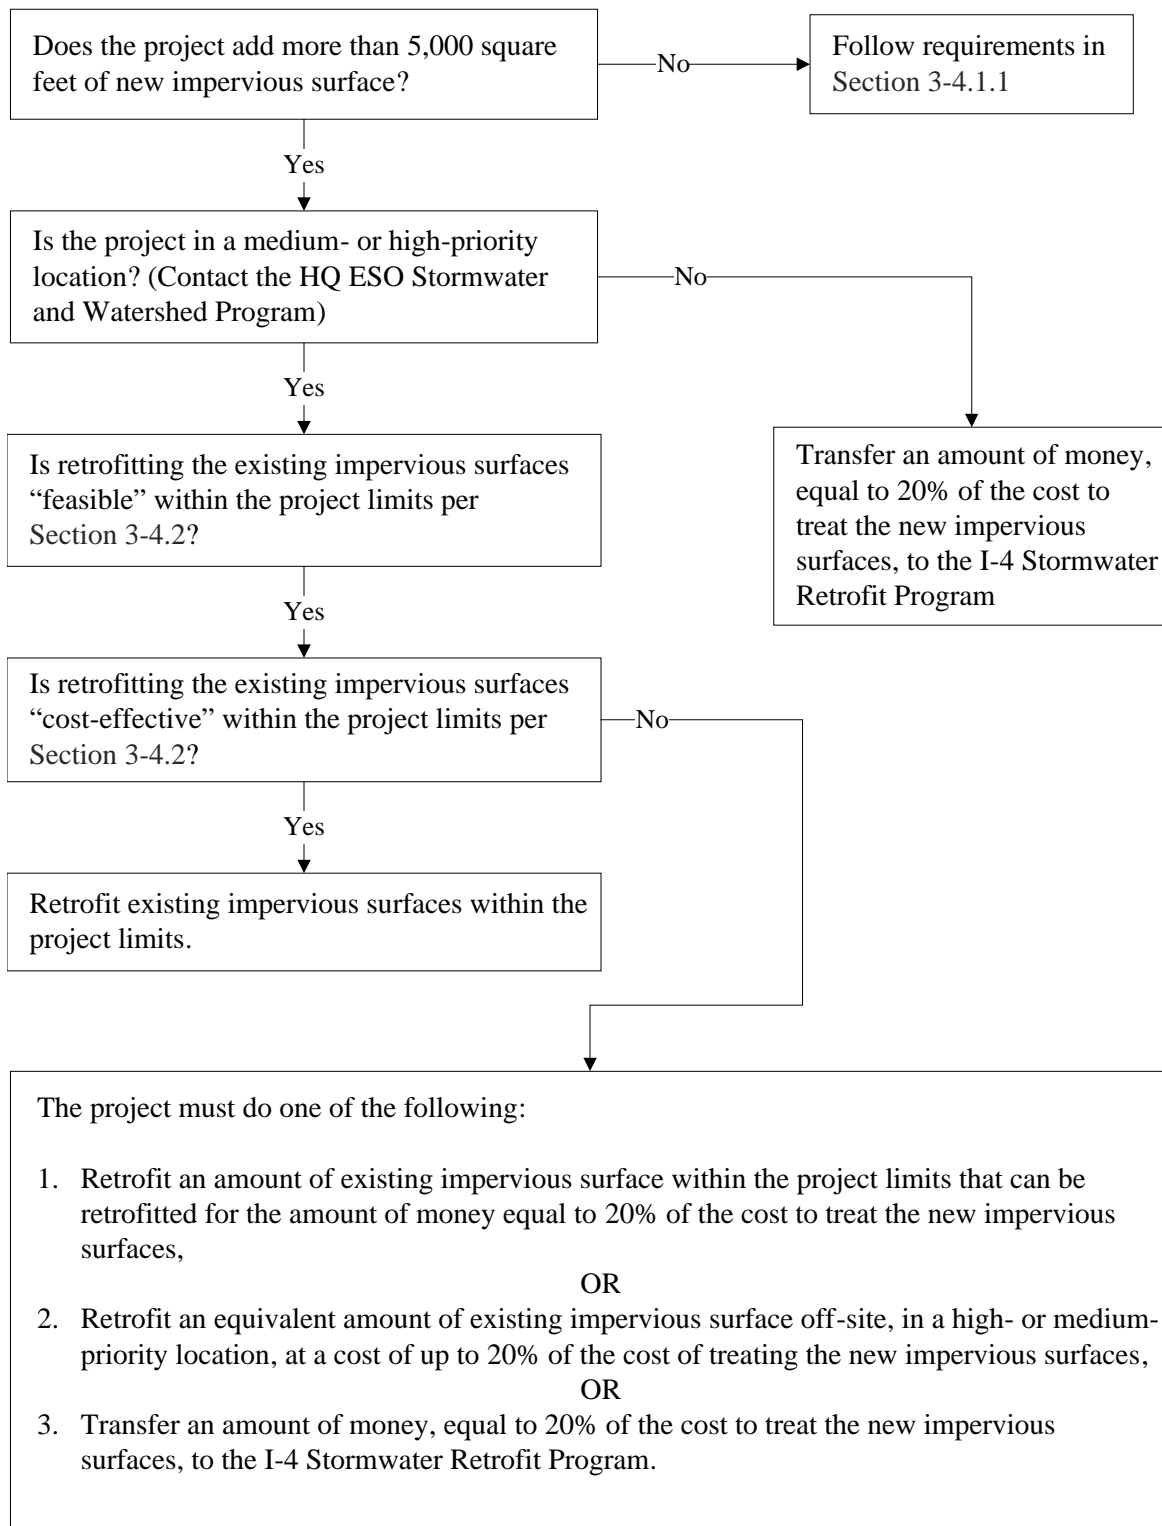 Does the project add more than 5,000 square
feet of new impervious surface?
No
Follow requirements in
Section 3-4.1.1
Yes
Is the project in a medium- or high-priority
location? (Contact the HQ ESO Stormwater
and Watershed Program)
No
Yes
Transfer an amount of money,
equal to 20% of the cost to
treat the new impervious
surfaces, to the I-4 Stormwater
Retrofit Program
Is retrofitting the existing impervious surfaces
“feasible” within the project limits per
Section 3-4.2?
Yes
Is retrofitting the existing impervious surfaces
“cost-effective” within the project limits per
Section 3-4.2?
No
Yes
Retrofit existing impervious surfaces within the
project limits.
The project must do one of the following:
1. Retrofit an amount of existing impervious surface within the project limits that can be
retrofitted for the amount of money equal to 20% of the cost to treat the new impervious
surfaces,
OR
2. Retrofit an equivalent amount of existing impervious surface off-site, in a high- or medium-
priority location, at a cost of up to 20% of the cost of treating the new impervious surfaces,
OR
3. Transfer an amount of money, equal to 20% of the cost to treat the new impervious
surfaces, to the I-4 Stormwater Retrofit Program.